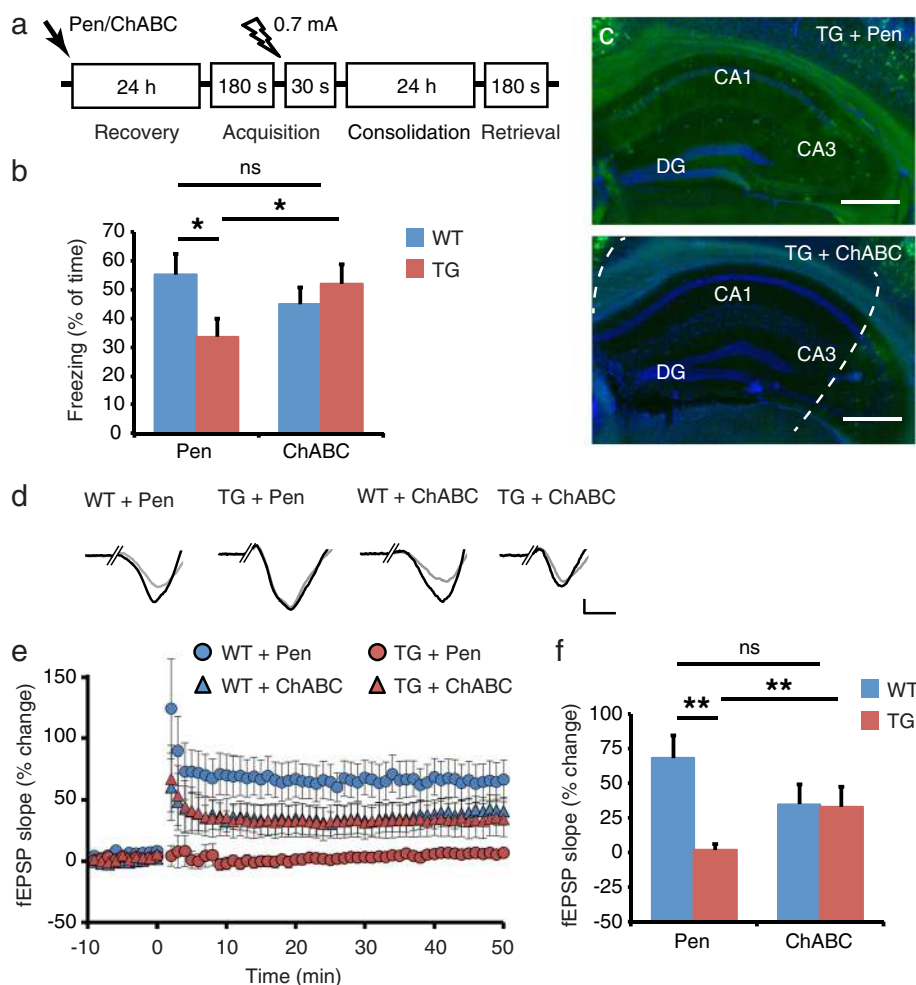 a
Pen/ChABC
0.7 mA
24 h
180 s
30 s
24 h
180 s
Recovery
Acquisition
Consolidation
Retrieval
b
ns
*
*
70
60
50
40
30
20
10
0
Freezing (% of time)
Pen
ChABC
WT
TG
c
TG + Pen
CA1
CA3
DG
TG + ChABC
CA1
CA3
DG
d
WT + Pen
TG + Pen
WT + ChABC
TG + ChABC
e
WT + Pen
TG + Pen
WT + ChABC
TG + ChABC
150
100
50
0
-50
fEPSP slope (% change)
-10
0
10
20
30
40
50
Time (min)
f
ns
**
**
WT
TG
100
75
50
25
0
-25
-50
fEPSP slope (% change)
Pen
ChABC